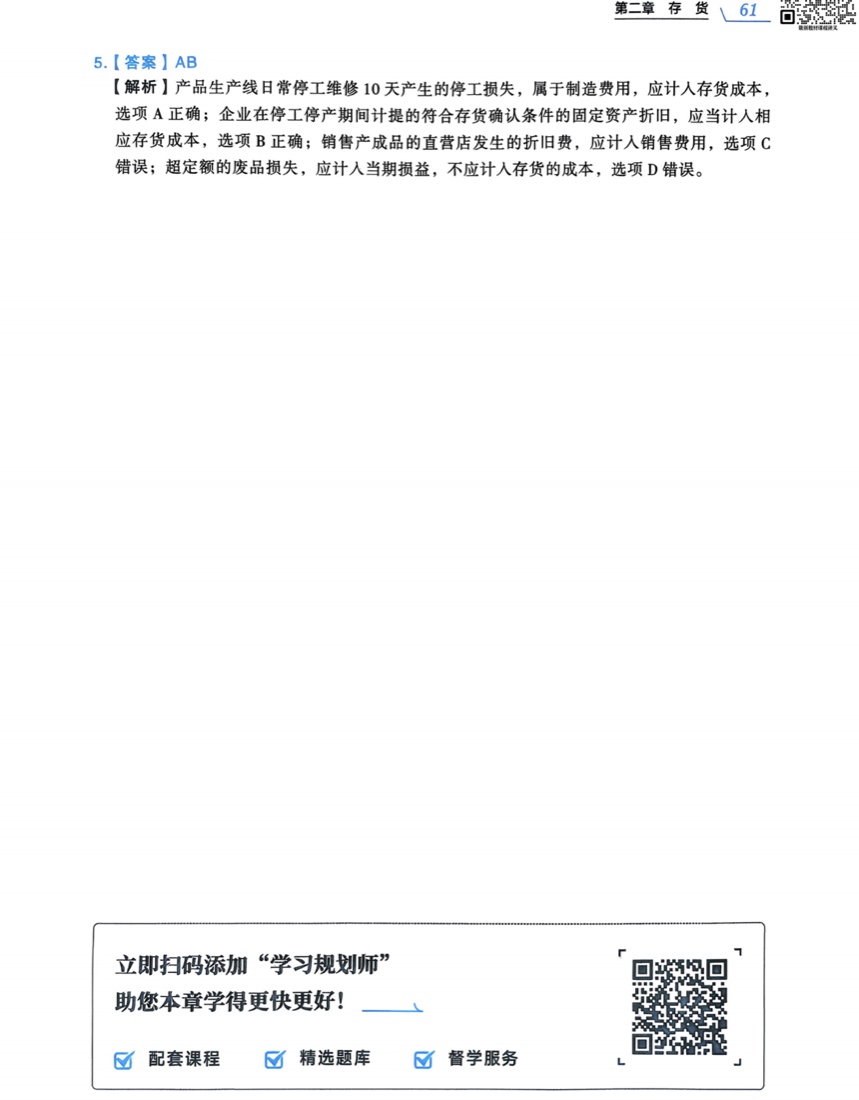 第二章 存 货 61
5.【答案】AB
【解析】产品生产线日常停工维修 10 天产生的停工损失，属于制造费用，应计入存货成本，
选项 A 正确；企业在停工停产期间计提的符合存货确认条件的固定资产折旧，应当计入相
应存货成本，选项 B 正确；销售产成品的直营店发生的折旧费，应计入销售费用，选项 C
错误；超定额的废品损失，应计入当期损益，不应计入存货的成本，选项 D 错误。
立即扫码添加“学习规划师”
助您本章学得更快更好！
配套课程 精选题库 督学服务